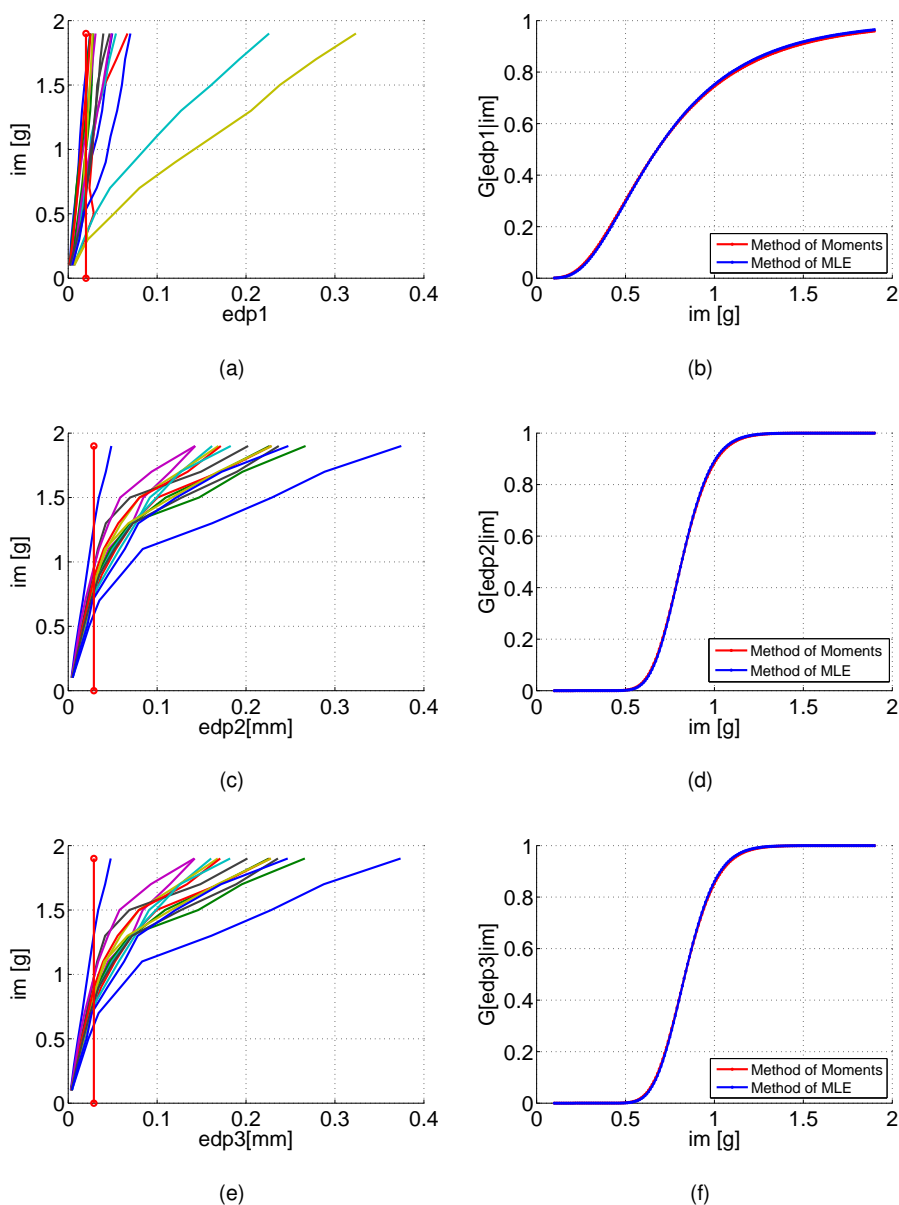 2
1.5
1
0.5
0
im [g]
0 0.1 0.2 0.3 0.4
edp1
(a)
1
0.8
0.6
0.4
0.2
0
G[edp1|im]
Method of Moments
Method of MLE
0 0.5 1 1.5 2
im [g]
(b)
2
1.5
1
0.5
0
im [g]
0 0.1 0.2 0.3 0.4
edp2[mm]
(c)
1
0.8
0.6
0.4
0.2
0
G[edp2|im]
Method of Moments
Method of MLE
0 0.5 1 1.5 2
im [g]
(d)
2
1.5
1
0.5
0
im [g]
0 0.1 0.2 0.3 0.4
edp3[mm]
(e)
1
0.8
0.6
0.4
0.2
0
G[edp3|im]
Method of Moments
Method of MLE
0 0.5 1 1.5 2
im [g]
(f)